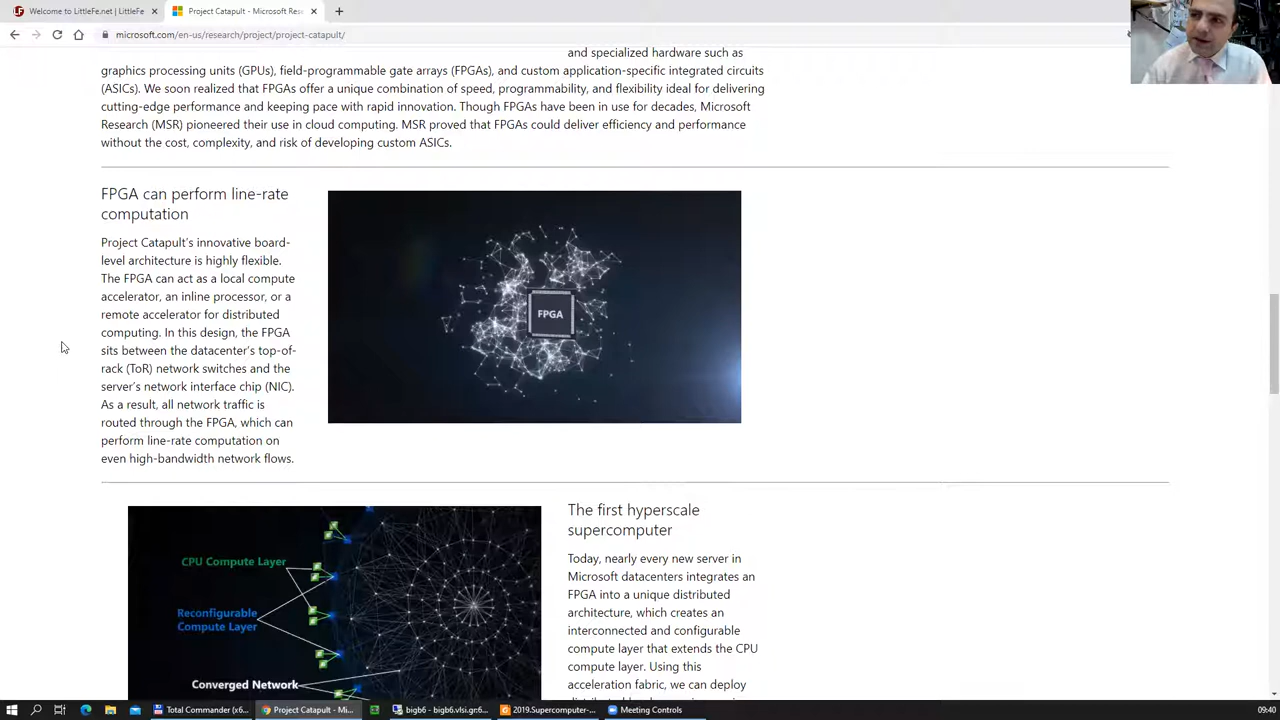 Welcome to LittleFe.net | LittleFe
Project Catapult - Microsoft Rese
microsoft.com/en-us/research/project/project-catapult/
and specialized hardware such as
graphics processing units (GPUs), field-programmable gate arrays (FPGAs), and custom application-specific integrated circuits
(ASICs). We soon realized that FPGAs offer a unique combination of speed, programmability, and flexibility ideal for delivering
cutting-edge performance and keeping pace with rapid innovation. Though FPGAs have been in use for decades, Microsoft
Research (MSR) pioneered their use in cloud computing. MSR proved that FPGAs could deliver efficiency and performance
without the cost, complexity, and risk of developing custom ASICs.
FPGA can perform line-rate
computation
Project Catapult's innovative board-
level architecture is highly flexible.
The FPGA can act as a local compute
accelerator, an inline processor, or a
remote accelerator for distributed
computing. In this design, the FPGA
sits between the datacenter's top-of-
rack (ToR) network switches and the
server's network interface chip (NIC).
As a result, all network traffic is
routed through the FPGA, which can
perform line-rate computation on
even high-bandwidth network flows.
FPGA
CPU Compute Layer
Reconfigurable
Compute Layer
Converged Network
The first hyperscale
supercomputer
Today, nearly every new server in
Microsoft datacenters integrates an
FPGA into a unique distributed
architecture, which creates an
interconnected and configurable
compute layer that extends the CPU
compute layer. Using this
acceleration fabric, we can deploy
Total Commander (x6...
Project Catapult - Mi...
bigb6 - bigb6.vlsi.gr:6...
2019.Supercomputer-...
Meeting Controls
09:40